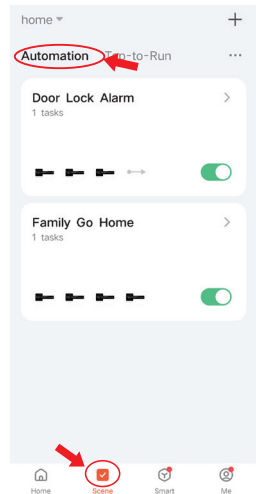 home
Automation Tap-to-Run
Door Lock Alarm
1 tasks
Family Go Home
1 tasks
Home Scene Smart Me